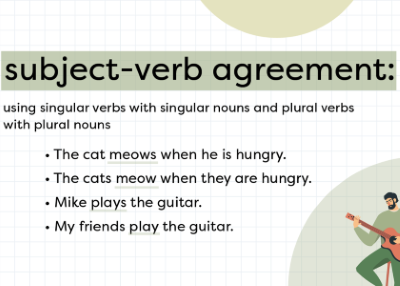 subject-verb agreement:
using singular verbs with singular nouns and plural verbs
with plural nouns
• The cat meows when he is hungry.
• The cats meow when they are hungry.
• Mike plays the guitar.
• My friends play the guitar.